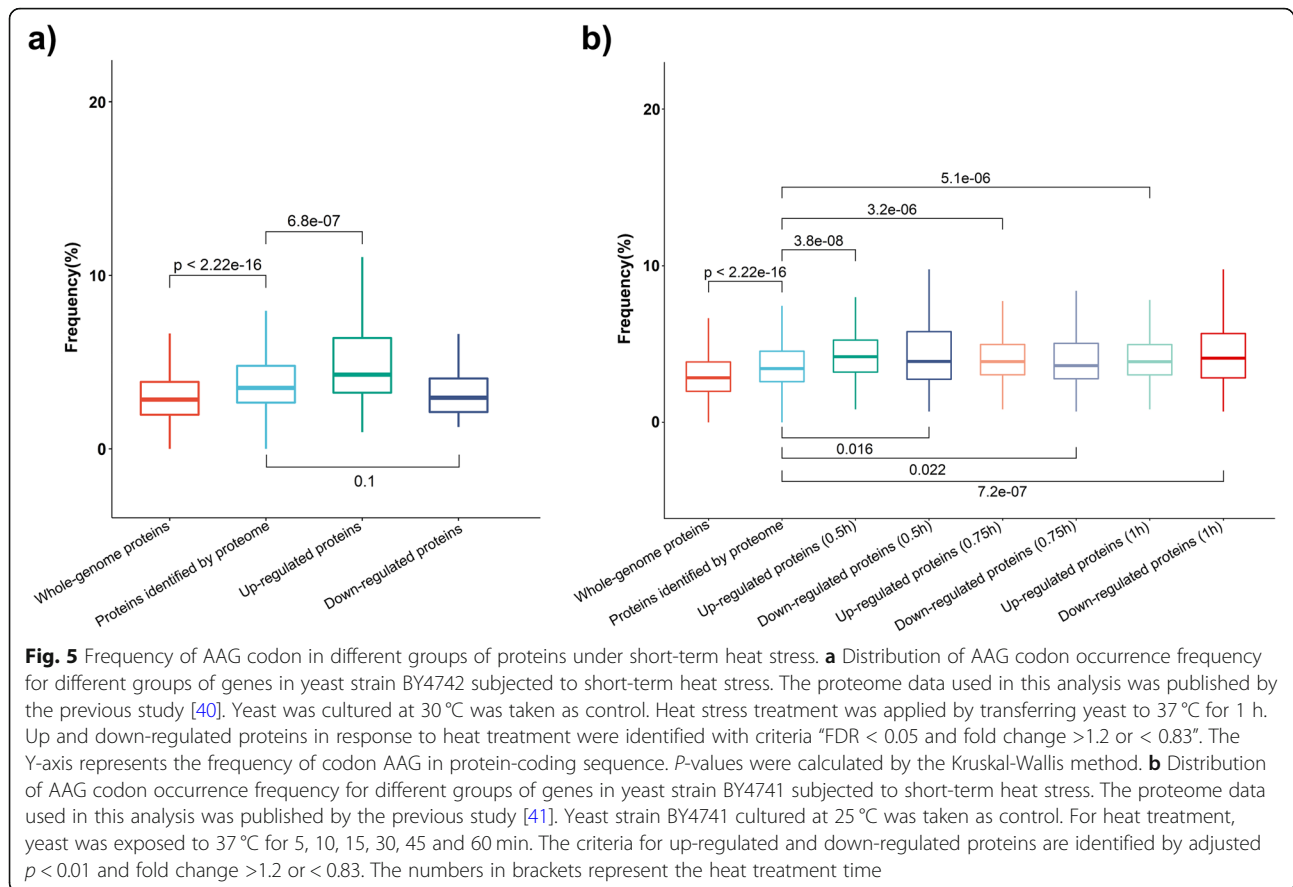 a)
20
10
0
Frequency(%)
6.8e-07
p < 2.22e-16
0.1
Whole-genome proteins
Proteins identified by proteome
Up-regulated proteins
Down-regulated proteins
b)
20
10
0
Frequency(%)
5.1e-06
3.2e-06
3.8e-08
p < 2.22e-16
0.016
0.022
7.2e-07
Whole-genome proteins
Proteins identified by proteome
Up-regulated proteins (0.5h)
Down-regulated proteins (0.5h)
Up-regulated proteins (0.75h)
Down-regulated proteins (0.75h)
Up-regulated proteins (1h)
Down-regulated proteins (1h)
Fig. 5 Frequency of AAG codon in different groups of proteins under short-term heat stress. a Distribution of AAG codon occurrence frequency
for different groups of genes in yeast strain BY4742 subjected to short-term heat stress. The proteome data used in this analysis was published by
the previous study [40]. Yeast was cultured at 30 °C was taken as control. Heat stress treatment was applied by transferring yeast to 37 °C for 1 h.
Up and down-regulated proteins in response to heat treatment were identified with criteria “FDR < 0.05 and fold change >1.2 or < 0.83”. The
Y-axis represents the frequency of codon AAG in protein-coding sequence. P-values were calculated by the Kruskal-Wallis method. b Distribution
of AAG codon occurrence frequency for different groups of genes in yeast strain BY4741 subjected to short-term heat stress. The proteome data
used in this analysis was published by the previous study [41]. Yeast strain BY4741 cultured at 25 °C was taken as control. For heat treatment,
yeast was exposed to 37 °C for 5, 10, 15, 30, 45 and 60 min. The criteria for up-regulated and down-regulated proteins are identified by adjusted
p < 0.01 and fold change >1.2 or < 0.83. The numbers in brackets represent the heat treatment time